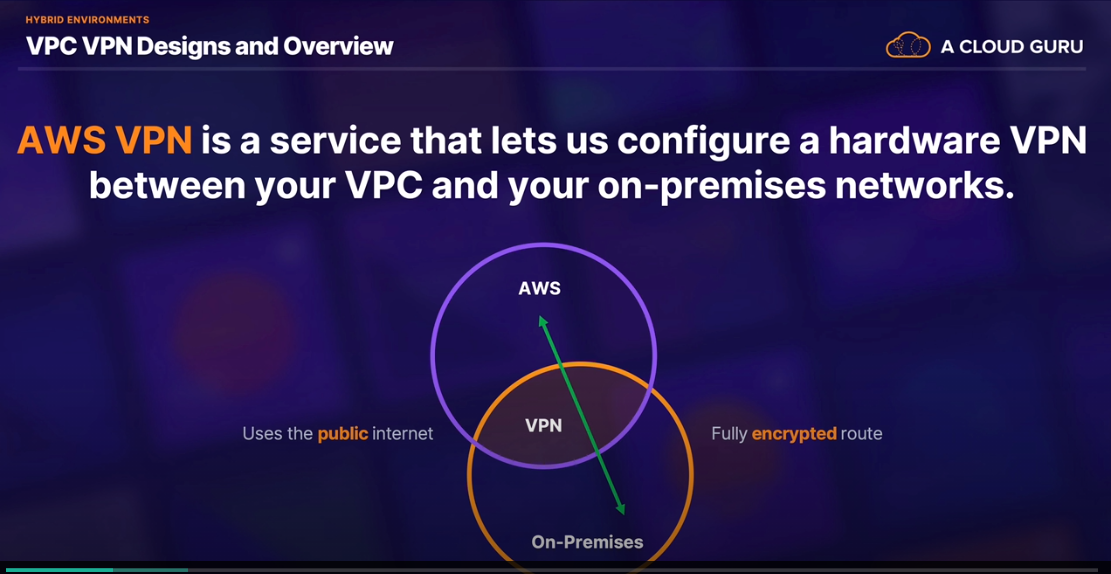 HYBRID ENVIRONMENTS
VPC VPN Designs and Overview
A CLOUD GURU
AWS VPN is a service that lets us configure a hardware VPN
between your VPC and your on-premises networks.
AWS
VPN
Uses the public internet
Fully encrypted route
On-Premises